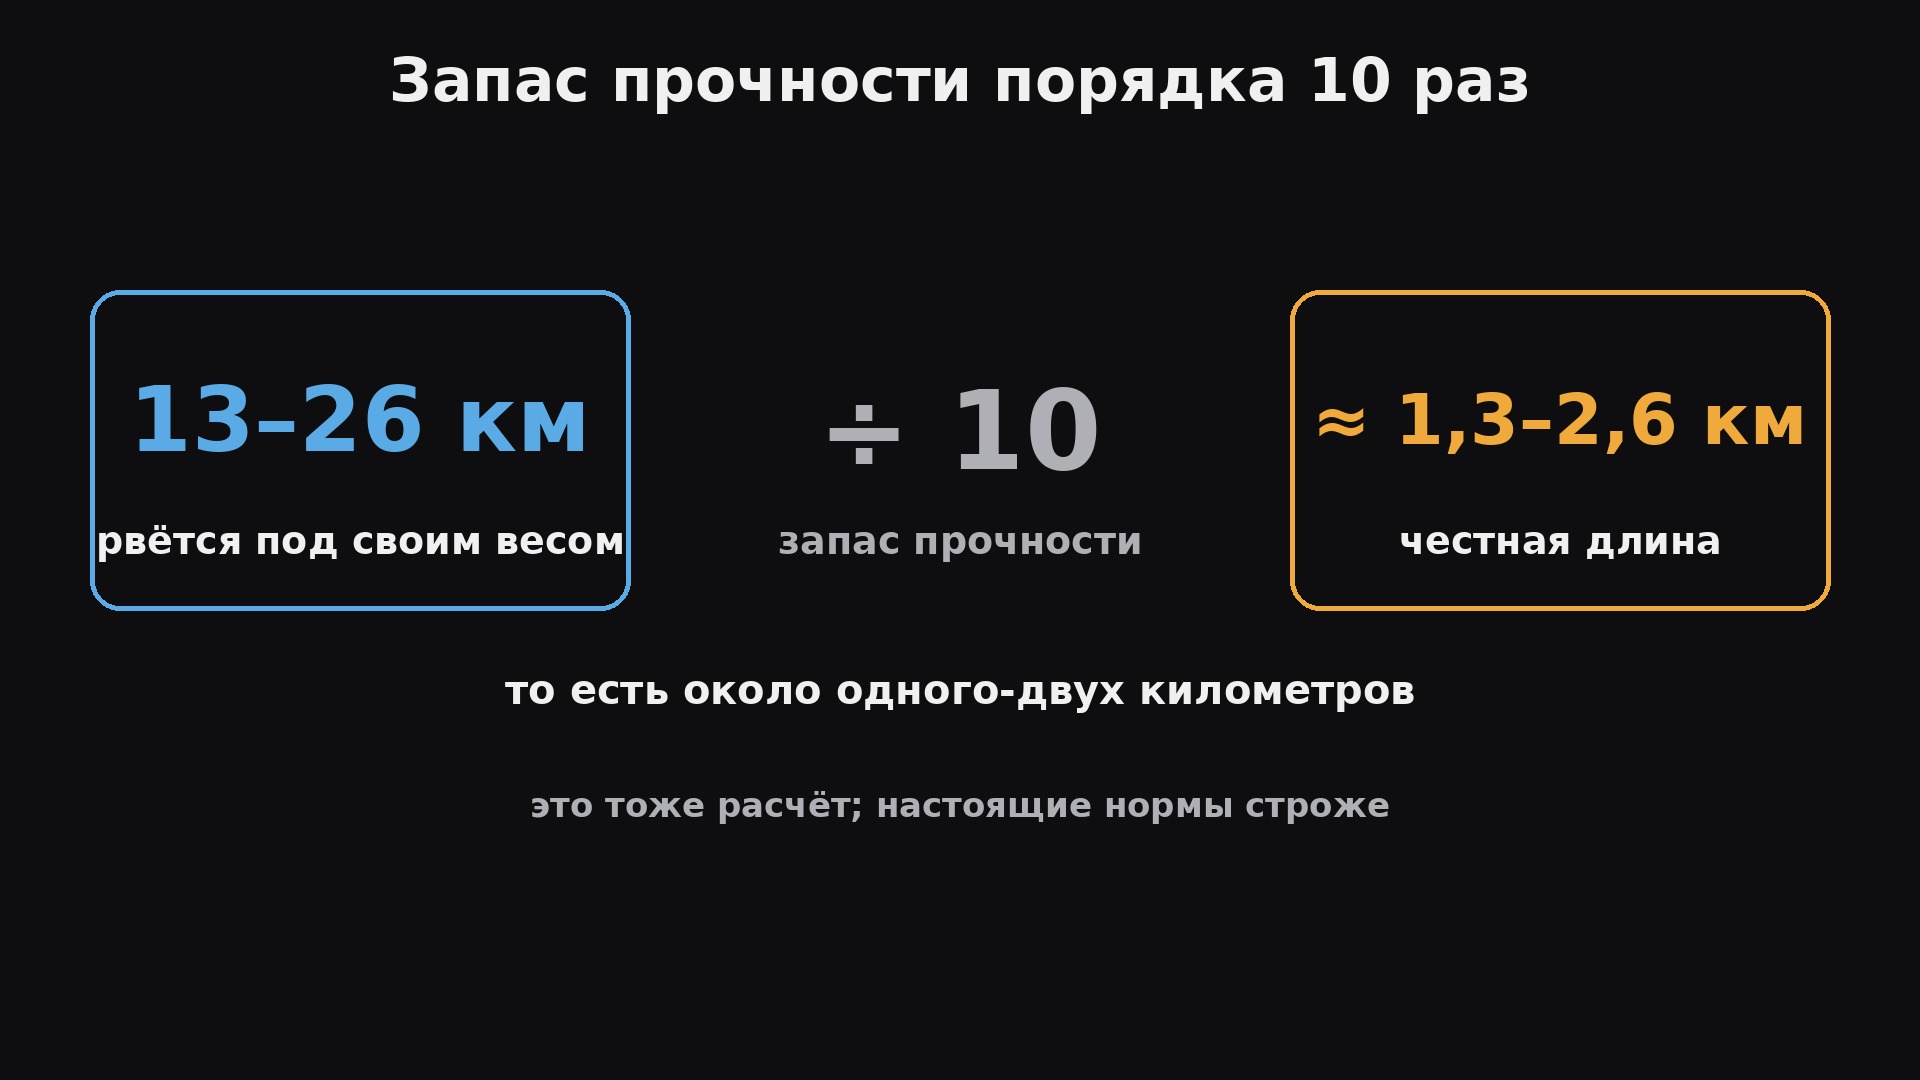 Запас прочности порядка 10 раз
13–26 км
÷ 10
≈ 1,3–2,6 км
рвётся под своим весом
запас прочности
честная длина
то есть около одного-двух километров
это тоже расчёт; настоящие нормы строже